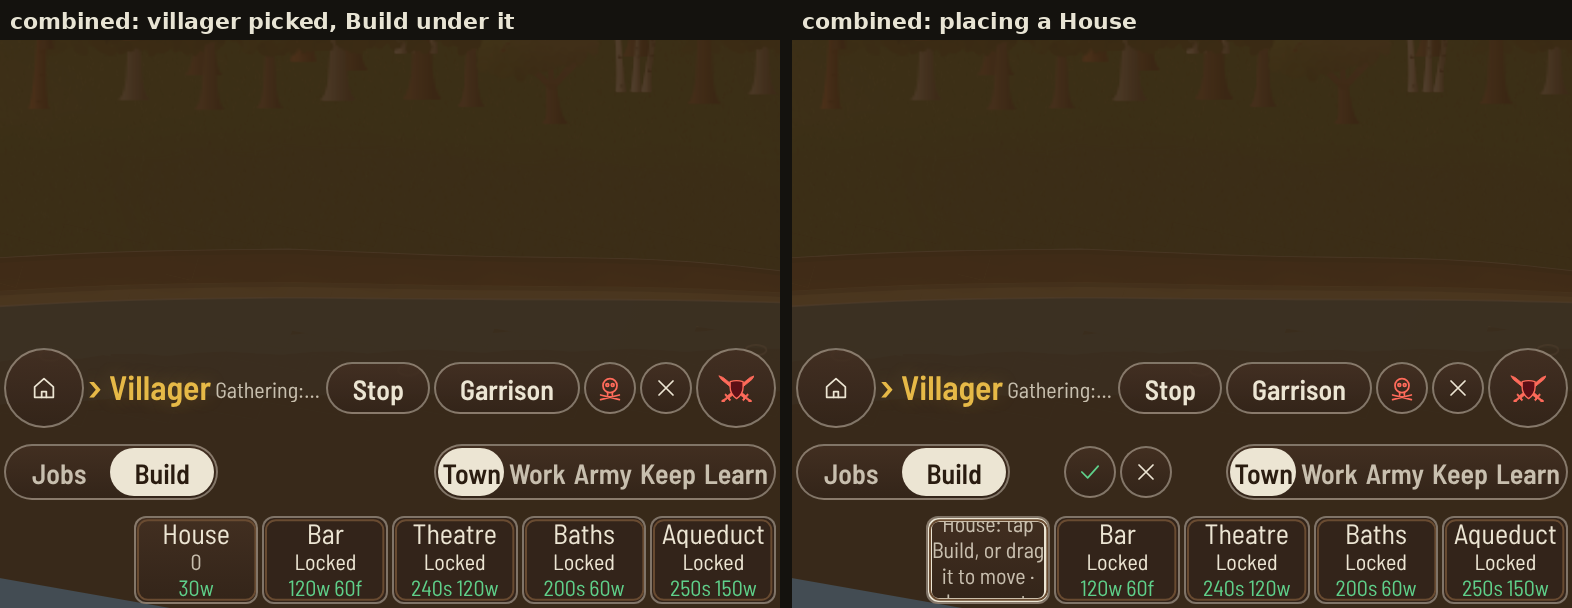 combined: villager picked, Build under it
› Villager Gathering:... Stop Garrison
Jobs Build Town Work Army Keep Learn
House Bar Theatre Baths Aqueduct
0 Locked Locked Locked Locked
30w 120w 60f 240s 120w 200s 60w 250s 150w
combined: placing a House
› Villager Gathering:... Stop Garrison
Jobs Build Town Work Army Keep Learn
House: tap
Build, or drag
it to move ·
Bar Theatre Baths Aqueduct
Locked Locked Locked Locked
120w 60f 240s 120w 200s 60w 250s 150w